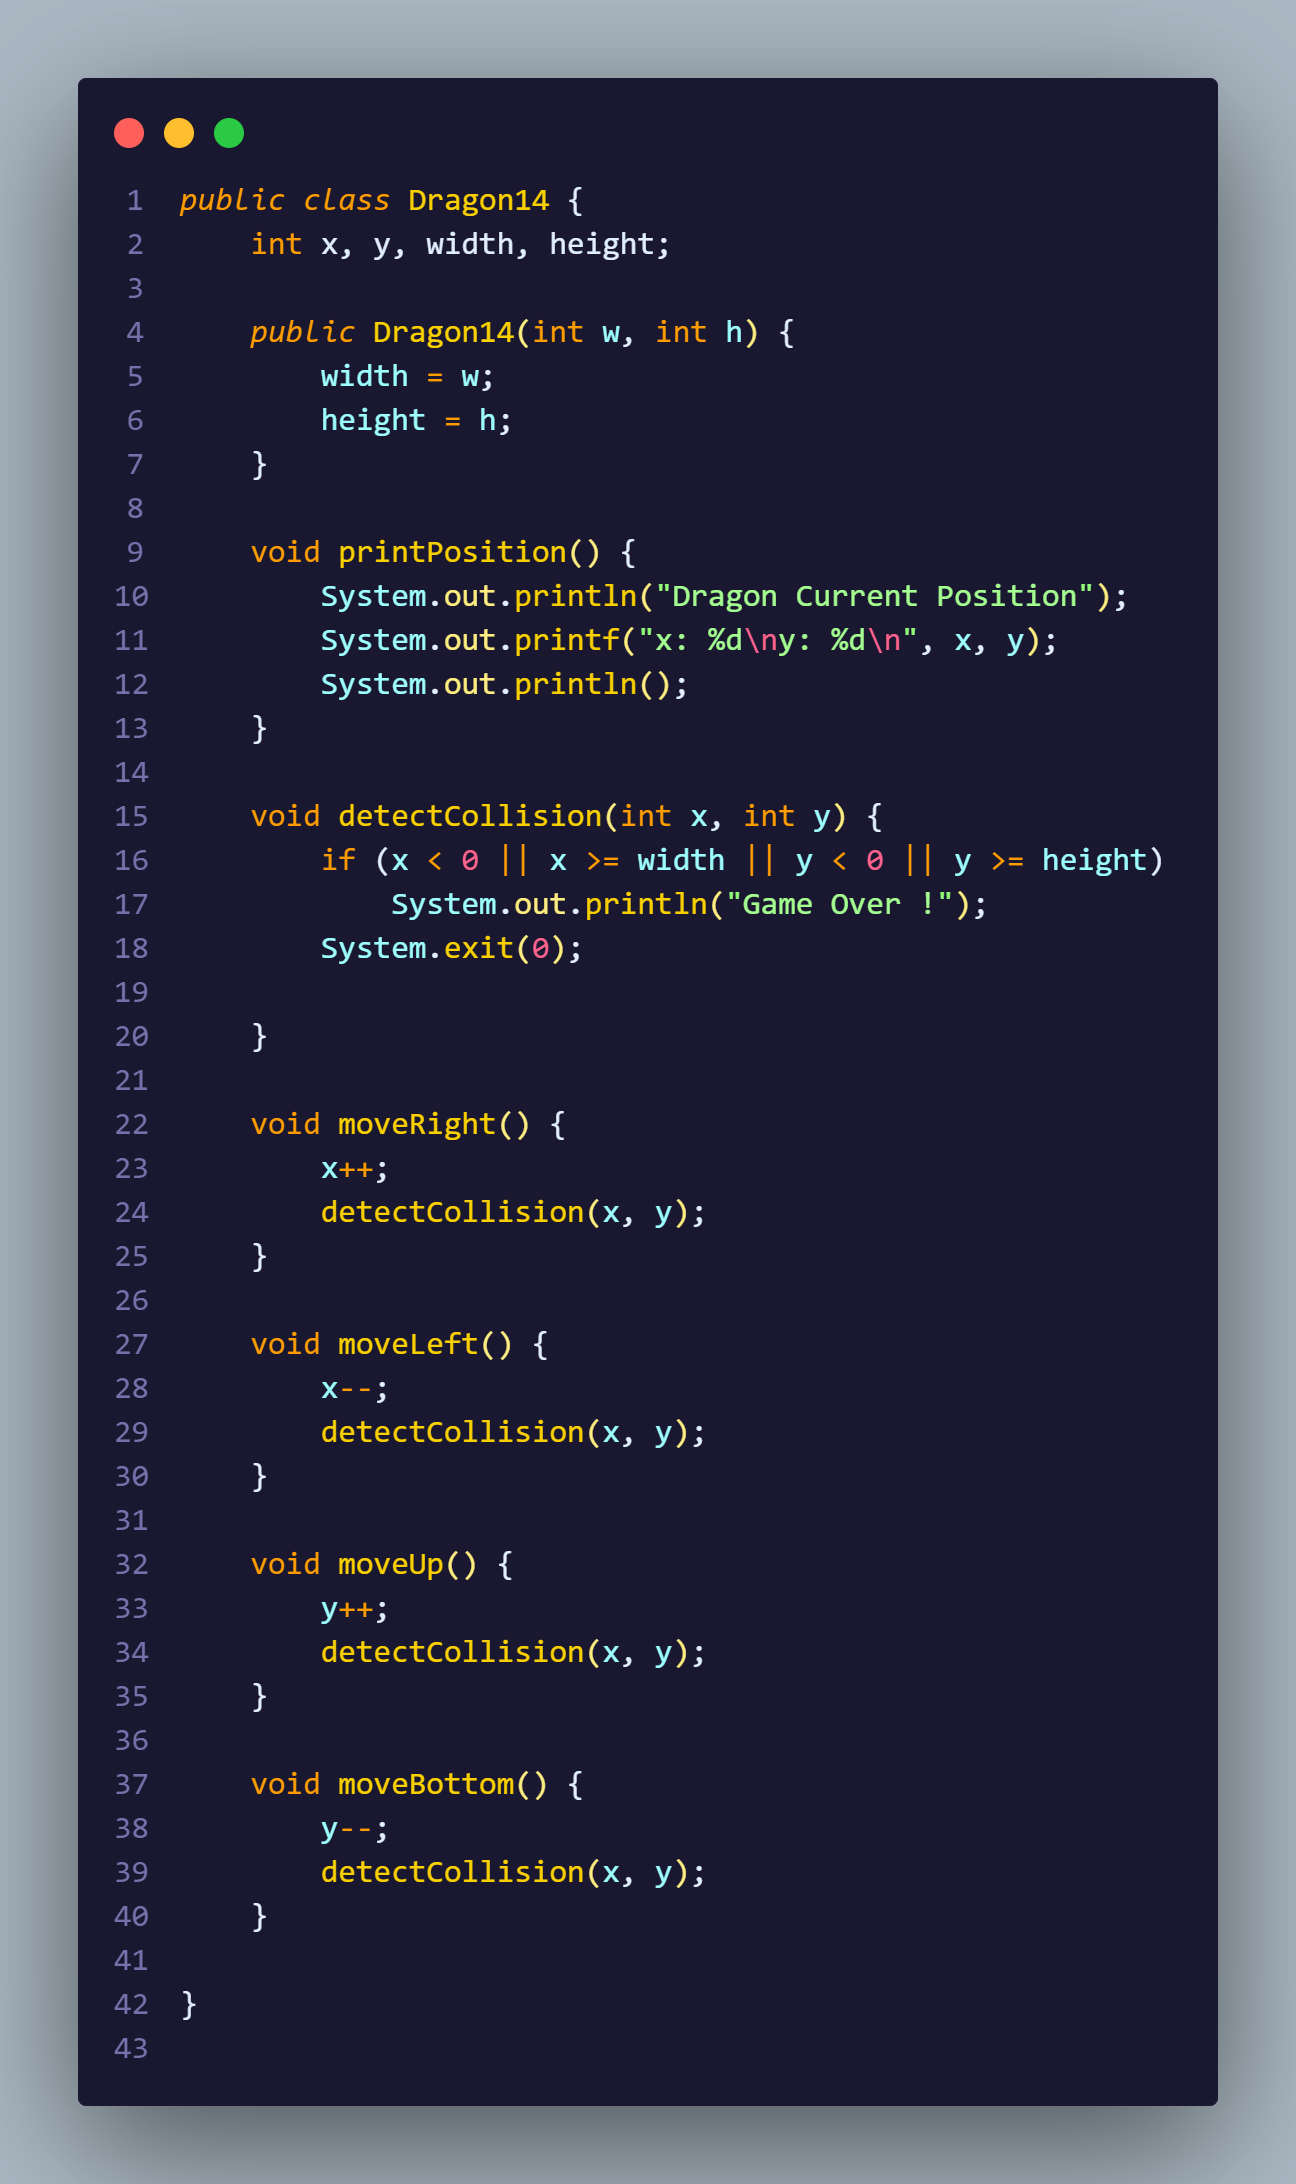 1 public class Dragon14 {
2     int x, y, width, height;
3
4     public Dragon14(int w, int h) {
5         width = w;
6         height = h;
7     }
8
9     void printPosition() {
10         System.out.println("Dragon Current Position");
11         System.out.printf("x: %d\ny: %d\n", x, y);
12         System.out.println();
13     }
14
15     void detectCollision(int x, int y) {
16         if (x < 0 || x >= width || y < 0 || y >= height)
17             System.out.println("Game Over !");
18         System.exit(0);
19
20     }
21
22     void moveRight() {
23         x++;
24         detectCollision(x, y);
25     }
26
27     void moveLeft() {
28         x--;
29         detectCollision(x, y);
30     }
31
32     void moveUp() {
33         y++;
34         detectCollision(x, y);
35     }
36
37     void moveBottom() {
38         y--;
39         detectCollision(x, y);
40     }
41
42 }
43